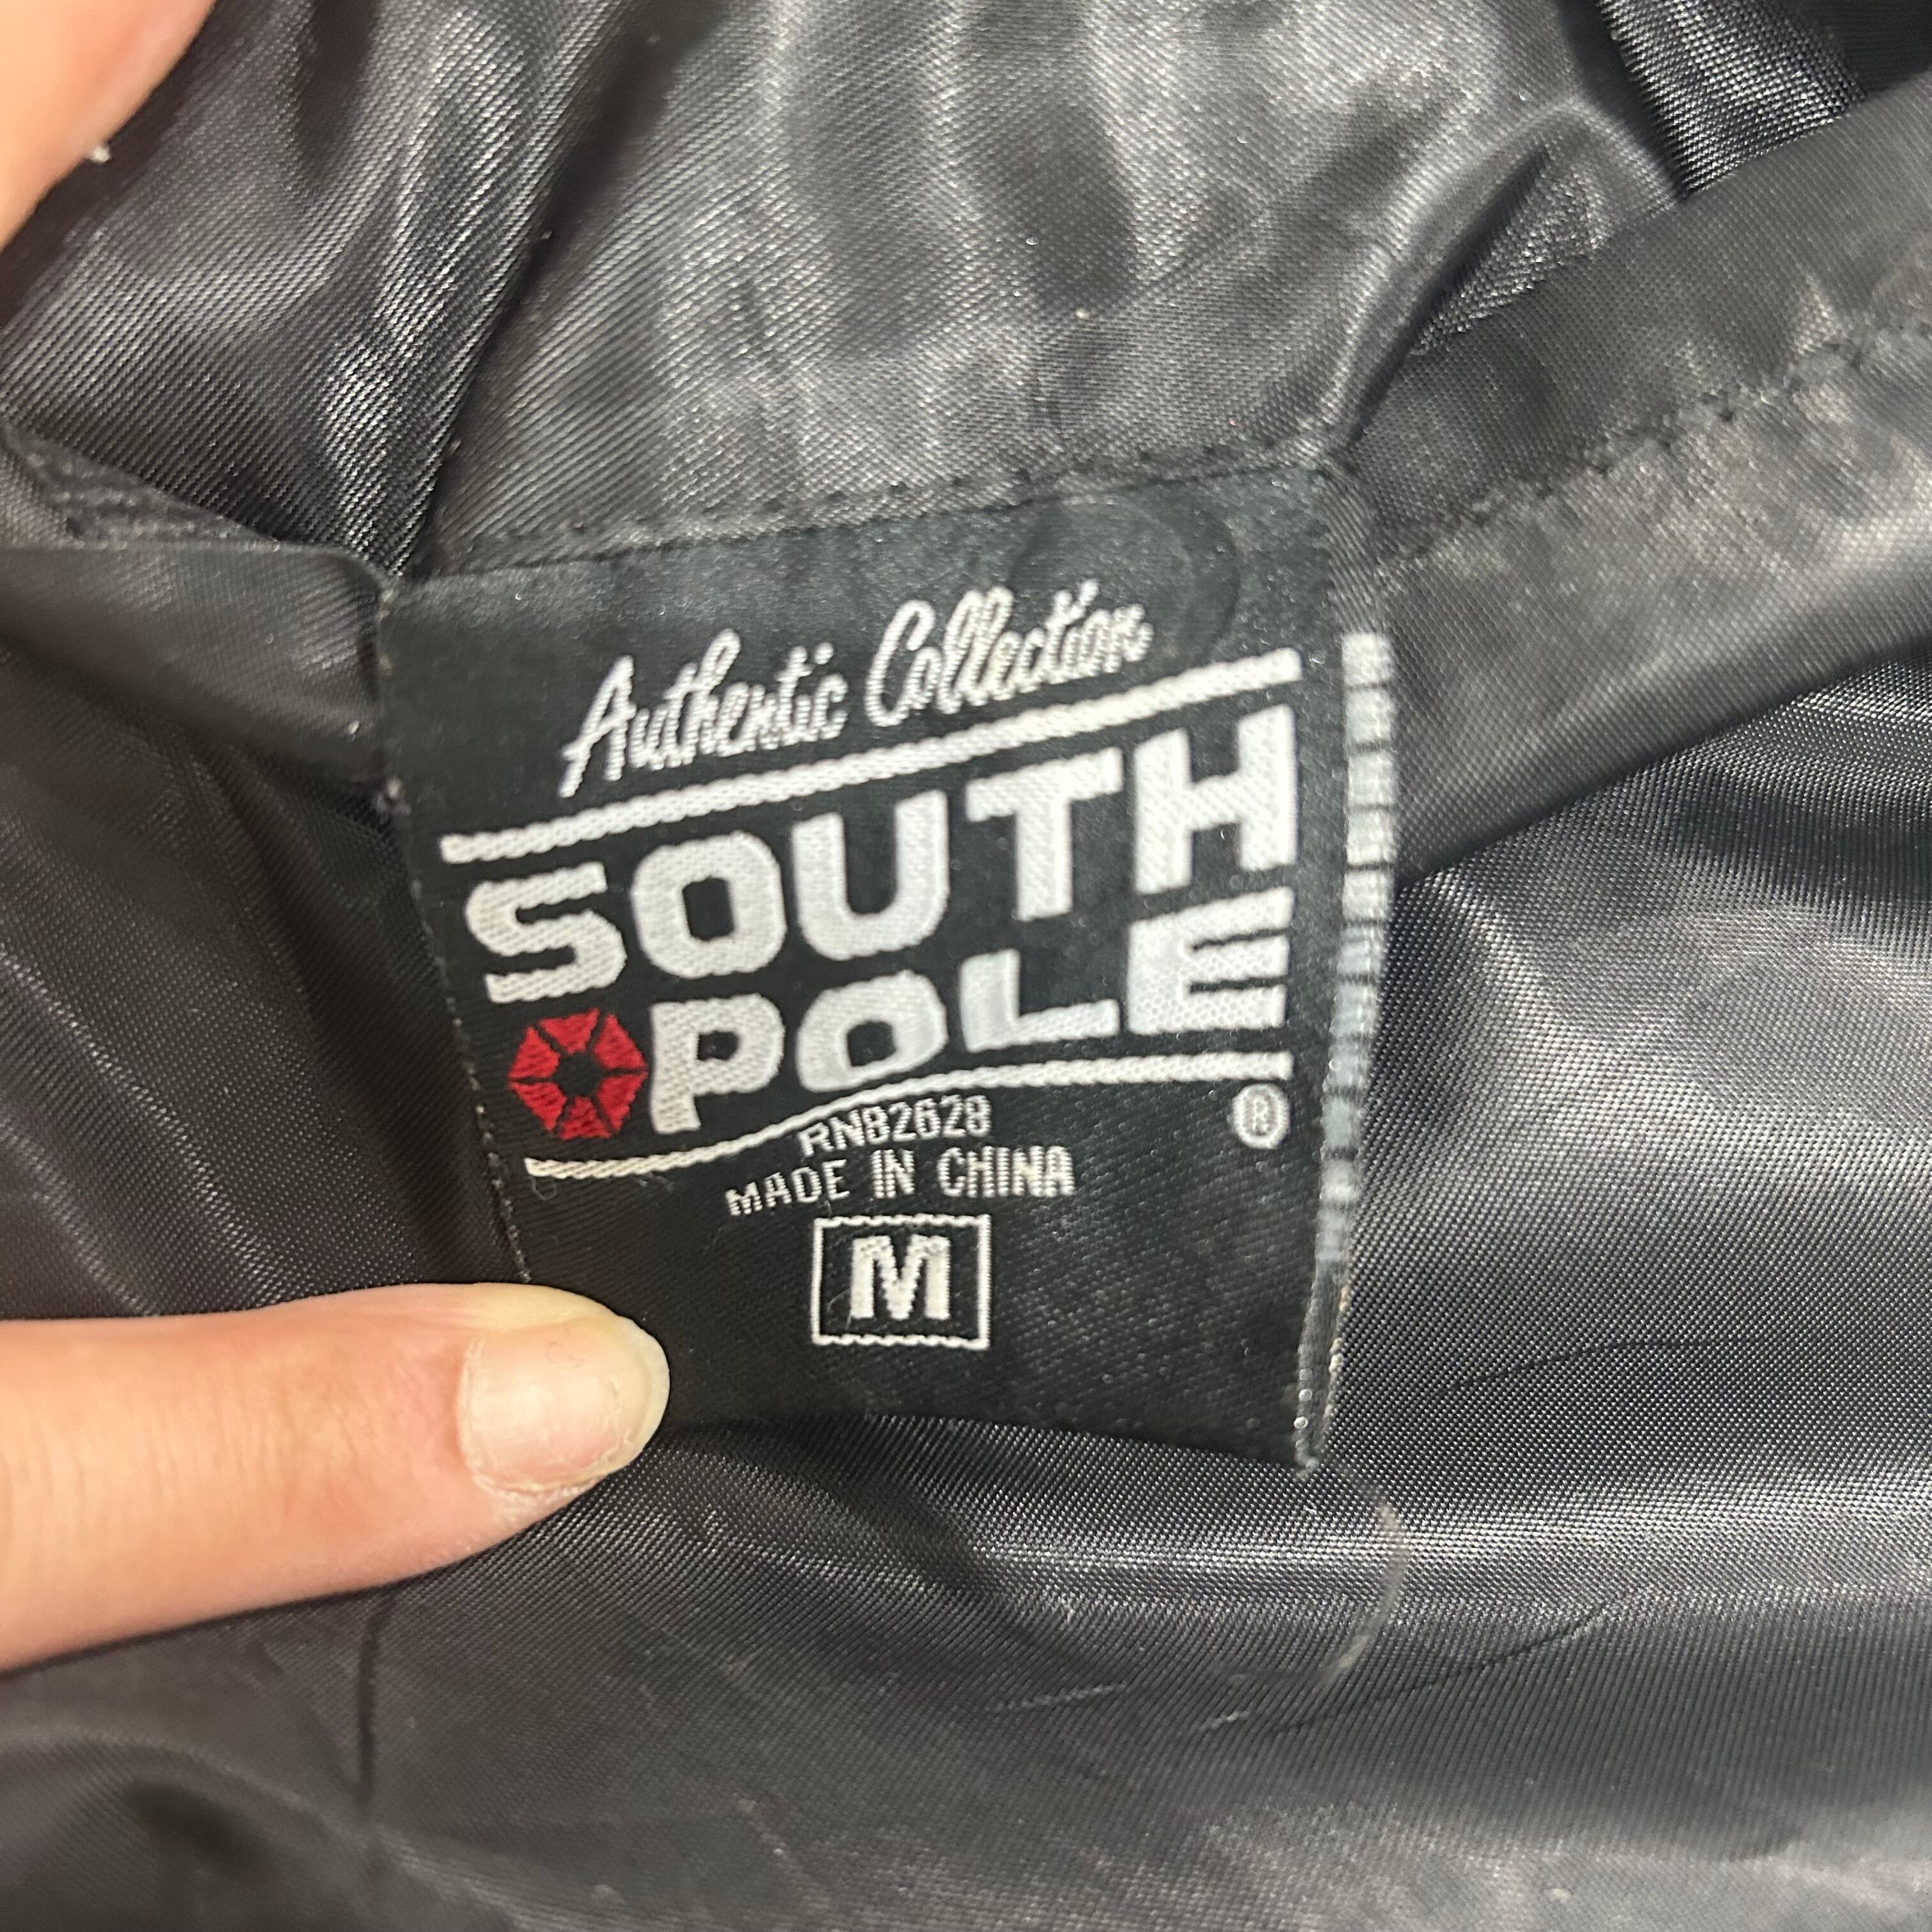 Authentic Collection
SOUTH
POLE
®
RN82628
MADE IN CHINA
M